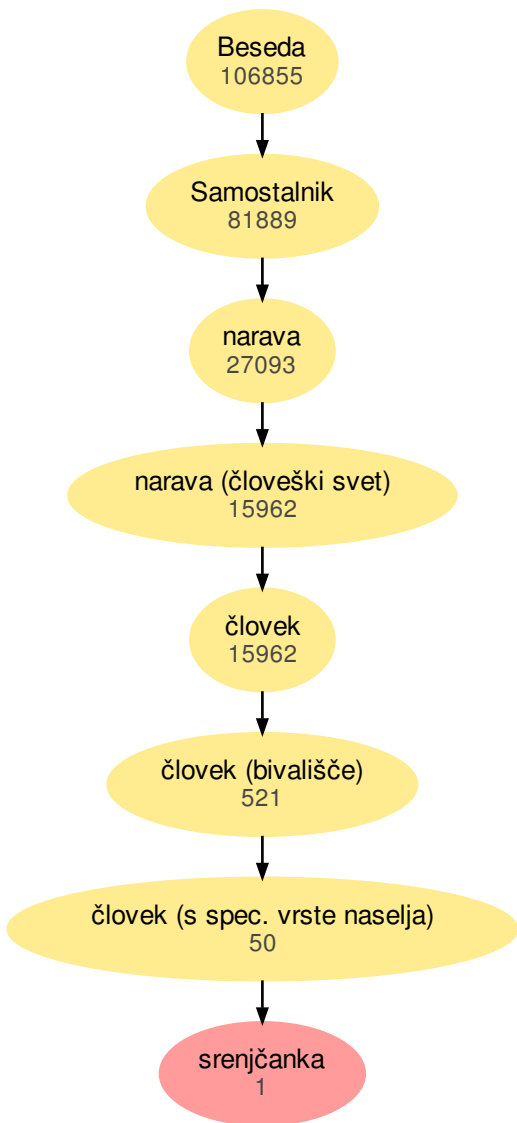 Beseda
106855
Samostalnik
81889
narava
27093
narava (človeški svet)
15962
človek
15962
človek (bivališče)
521
človek (s spec. vrste naselja)
50
srenjčanka
1